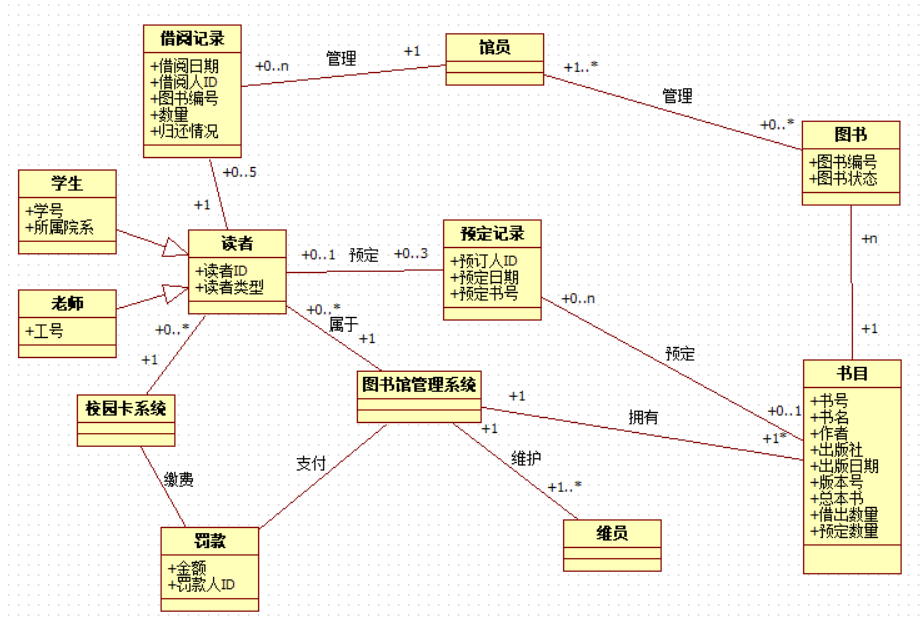 借阅记录
+借阅日期
+借阅人ID
+图书编号
+数量
+归还情况
+0..n
管理
+1
馆员
+1..*
管理
+0..*
图书
+图书编号
+图书状态
+0..5
+1
学生
+学号
+所属院系
读者
+读者ID
+读者类型
+0..1
预定
+0..3
预定记录
+预订人ID
+预定日期
+预定书号
+n
+1
老师
+工号
+0..*
+1
+0..*
属于
+1
+0..n
预定
+0..1
书目
+书号
+书名
+作者
+出版社
+出版日期
+版本号
+总本书
+借出数量
+预定数量
校园卡系统
图书馆管理系统
+1
拥有
+1*
+1
维护
+1..*
缴费
支付
维员
罚款
+金额
+罚款人ID